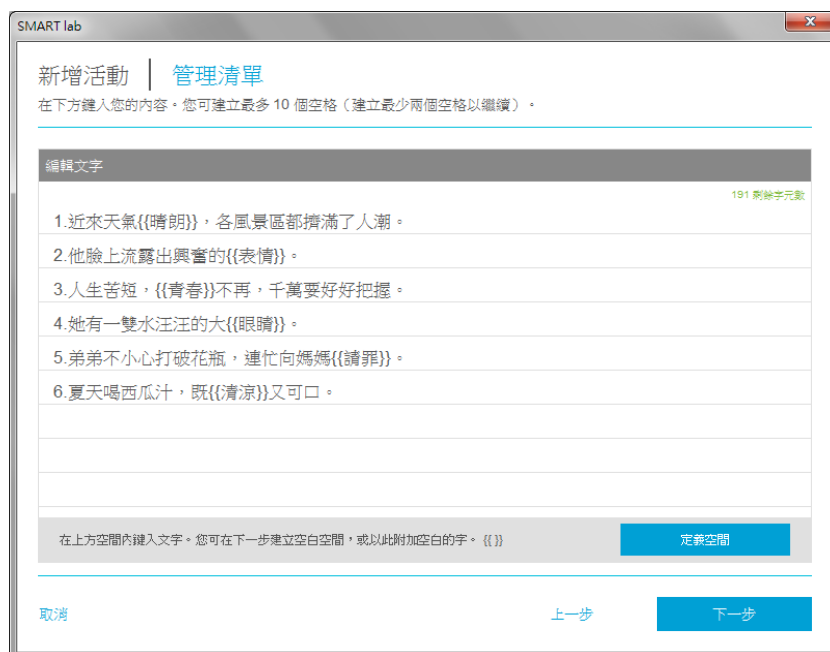 SMART lab
新增活動 | 管理清單
在下方鍵入您的內容。您可建立最多 10 個空格（建立最少兩個空格以繼續）。
編輯文字
191 剩餘字元數
1.近來天氣{{晴朗}}，各風景區都擠滿了人潮。
2.他臉上流露出興奮的{{表情}}。
3.人生苦短，{{青春}}不再，千萬要好好把握。
4.她有一雙水汪汪的大{{眼睛}}。
5.弟弟不小心打破花瓶，連忙向媽媽{{請罪}}。
6.夏天喝西瓜汁，既{{清涼}}又可口。
在上方空間內鍵入文字。您可在下一步建立空白空間，或以此附加空白的字。 {{ }}
定義空間
取消
上一步
下一步